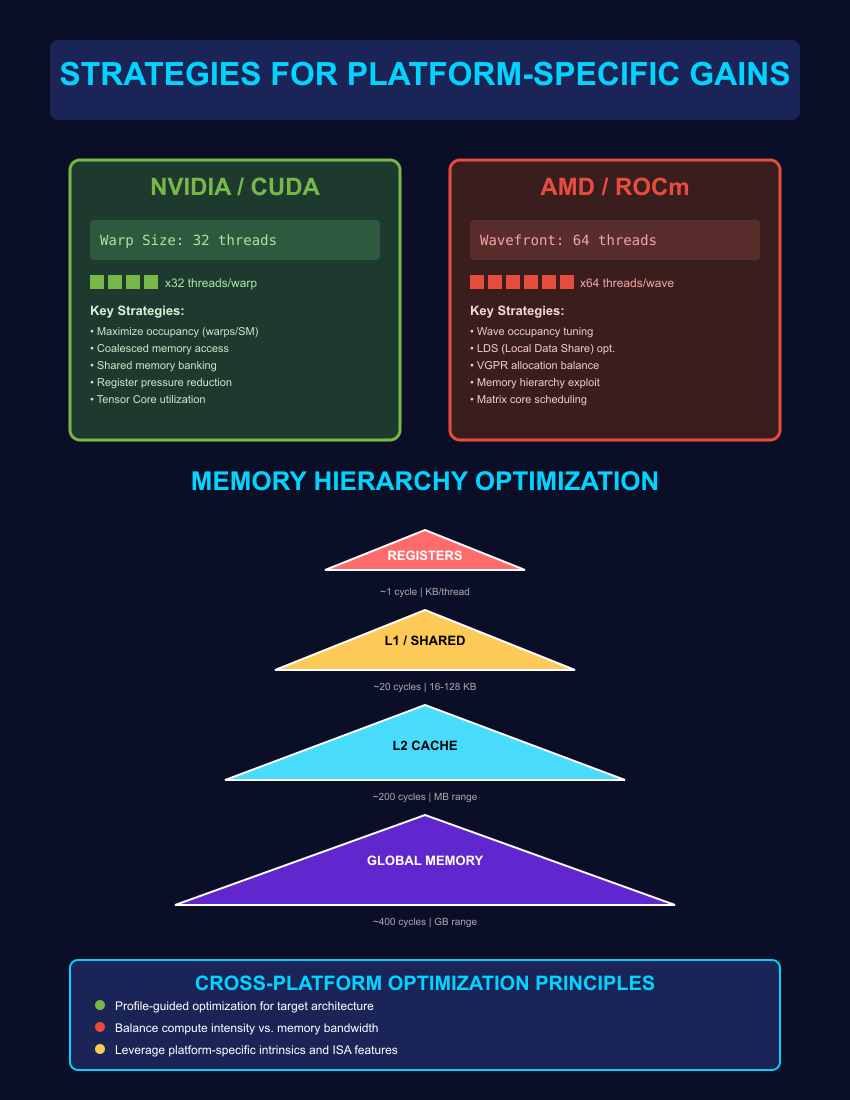 STRATEGIES FOR PLATFORM-SPECIFIC GAINS
NVIDIA / CUDA
Warp Size: 32 threads
x32 threads/warp
Key Strategies:
• Maximize occupancy (warps/SM)
• Coalesced memory access
• Shared memory banking
• Register pressure reduction
• Tensor Core utilization
AMD / ROCm
Wavefront: 64 threads
x64 threads/wave
Key Strategies:
• Wave occupancy tuning
• LDS (Local Data Share) opt.
• VGPR allocation balance
• Memory hierarchy exploit
• Matrix core scheduling
MEMORY HIERARCHY OPTIMIZATION
REGISTERS
~1 cycle | KB/thread
L1 / SHARED
~20 cycles | 16-128 KB
L2 CACHE
~200 cycles | MB range
GLOBAL MEMORY
~400 cycles | GB range
CROSS-PLATFORM OPTIMIZATION PRINCIPLES
Profile-guided optimization for target architecture
Balance compute intensity vs. memory bandwidth
Leverage platform-specific intrinsics and ISA features